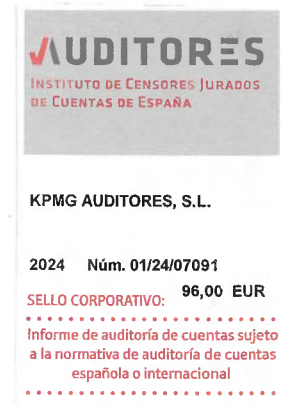 AUDITORES
INSTITUTO DE CENSORES JURADOS
DE CUENTAS DE ESPAÑA
KPMG AUDITORES, S.L.
2024 Núm. 01/24/07091
96,00 EUR
SELLO CORPORATIVO:
Informe de auditoría de cuentas sujeto
a la normativa de auditoría de cuentas
española o internacional